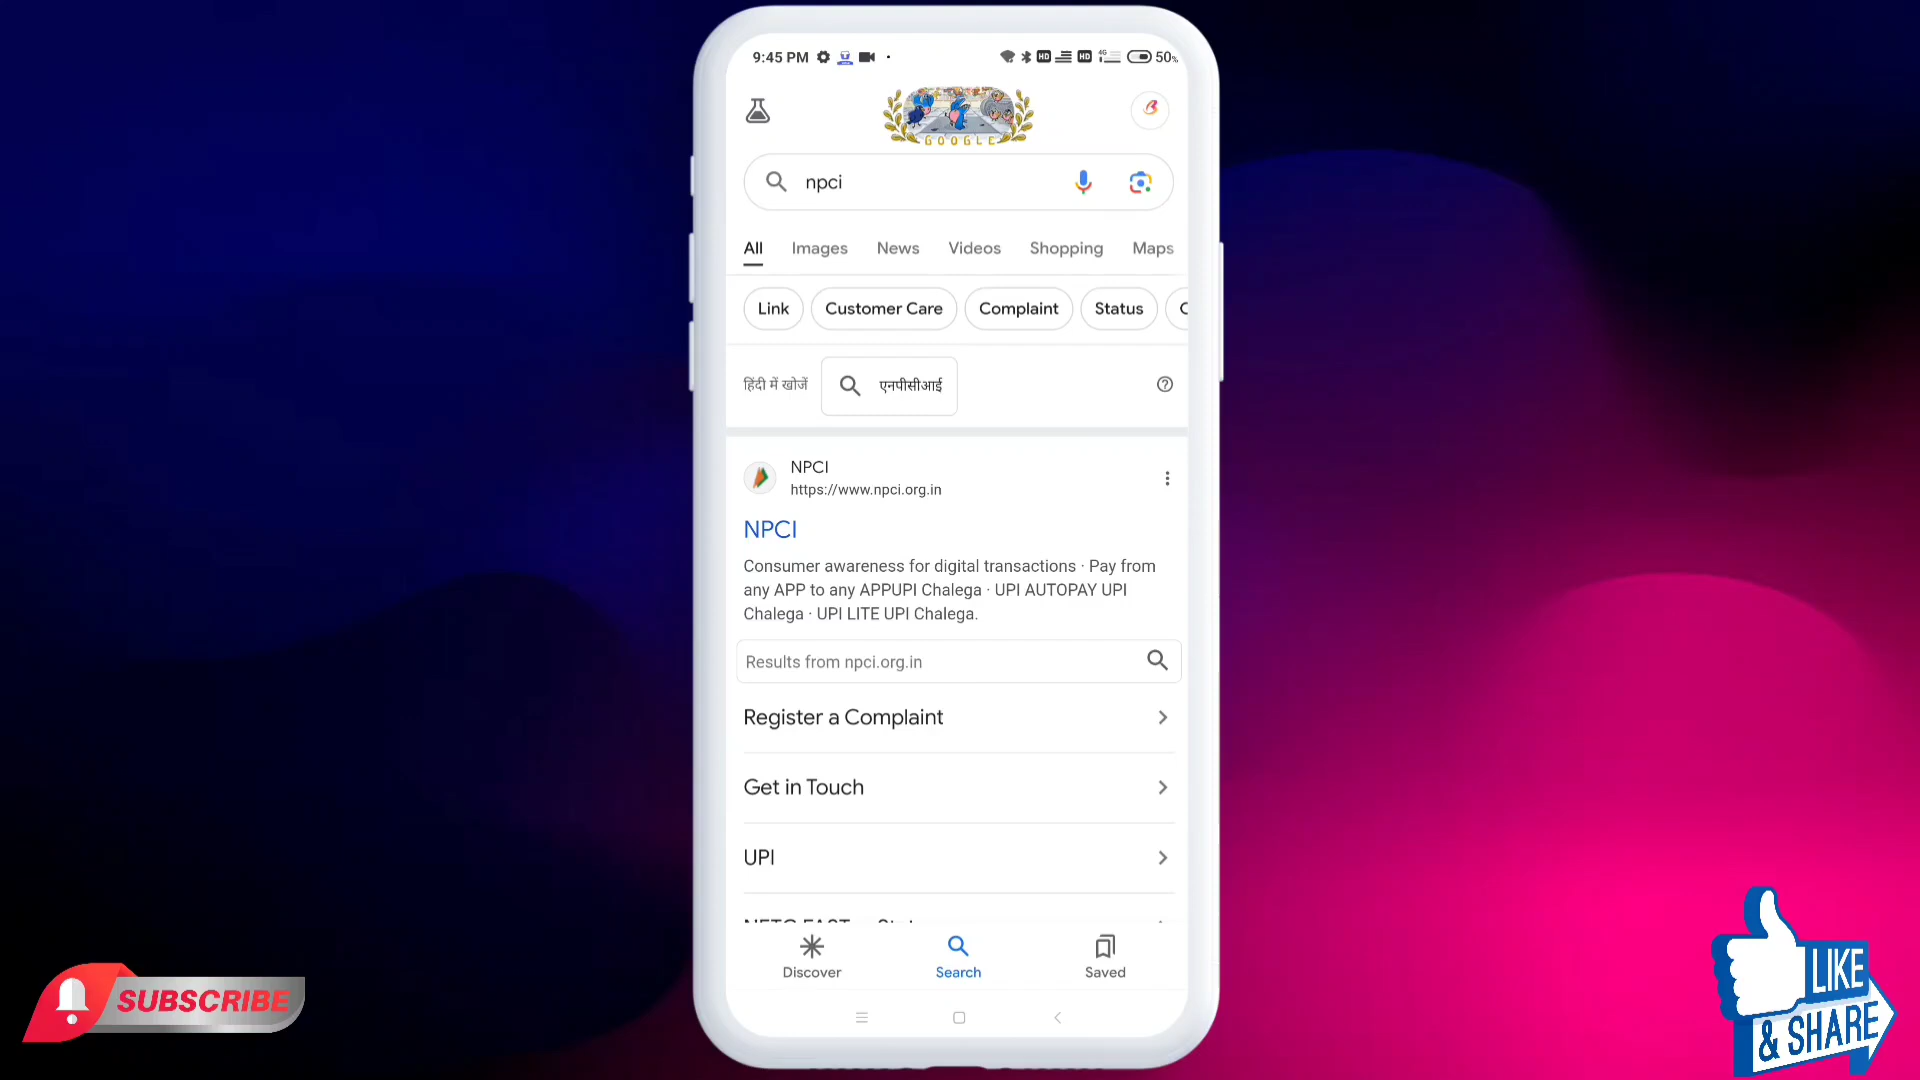 9:45 PM
HD
HD
4G
50%
GOOGLE
npci
All
Images
News
Videos
Shopping
Maps
Link
Customer Care
Complaint
Status
हिंदी में खोजें
एनपीसीआई
NPCI
https://www.npci.org.in
NPCI
Consumer awareness for digital transactions · Pay from
any APP to any APPUPI Chalega · UPI AUTOPAY UPI
Chalega · UPI LITE UPI Chalega.
Results from npci.org.in
Register a Complaint
Get in Touch
UPI
Discover
Search
Saved
SUBSCRIBE
LIKE
& SHARE